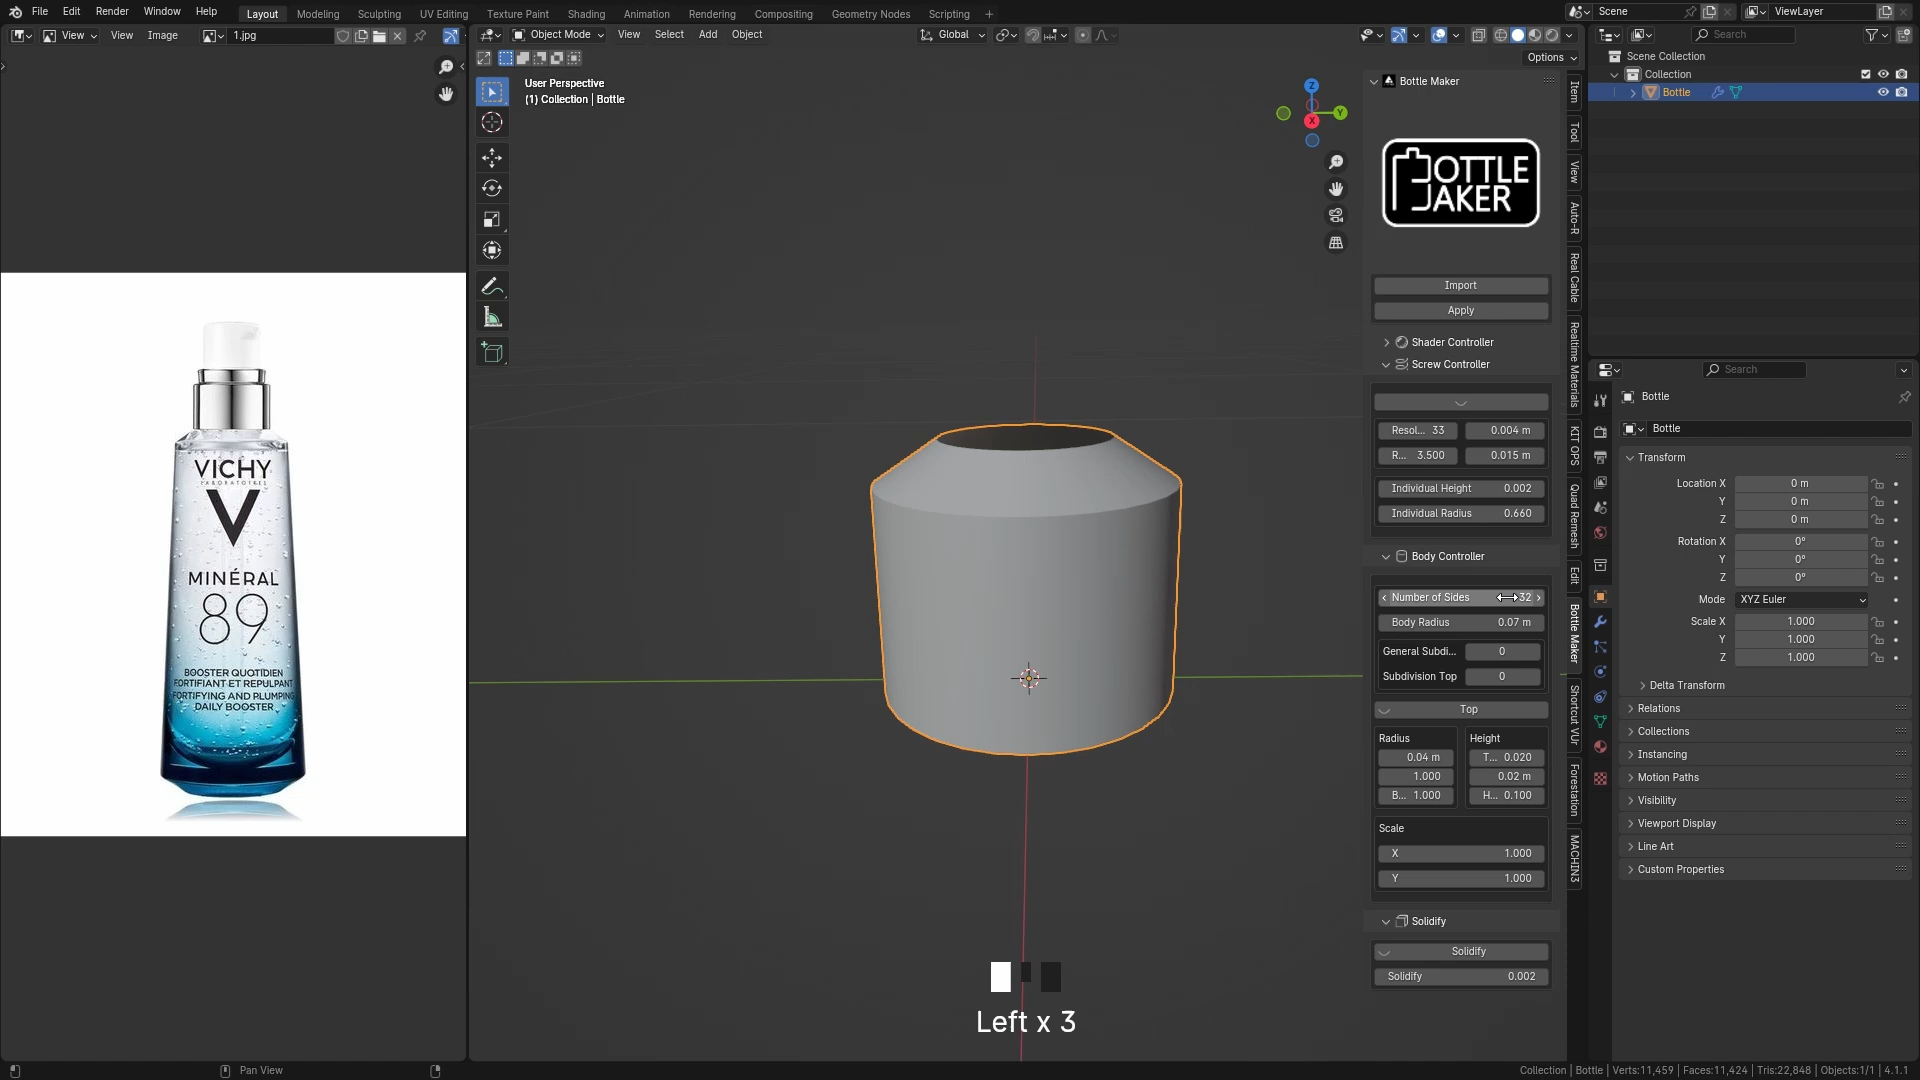 File Edit Render Window Help
Layout Modeling Sculpting UV Editing Texture Paint Shading Animation Rendering Compositing Geometry Nodes Scripting +
Scene ViewLayer
View View Image 1.jpg
Object Mode View Select Add Object Global
Search
Options
User Perspective
(1) Collection | Bottle
Z
Y
X
Scene Collection
Collection
Bottle
Bottle Maker
BOTTLE
MAKER
Import
Apply
Shader Controller
Screw Controller
Resol... 33 0.004 m
R... 3.500 0.015 m
Individual Height 0.002
Individual Radius 0.660
Body Controller
Number of Sides 32
Body Radius 0.07 m
General Subdi... 0
Subdivision Top 0
Top
Radius Height
0.04 m T... 0.020
1.000 0.02 m
B... 1.000 H... 0.100
Scale
X 1.000
Y 1.000
Solidify
Solidify
Solidify 0.002
Item
Tool
View
Auto-R
Real Cable
Realtime Materials
KIT OPS
Quad Remesh
Edit
Bottle Maker
Shortcut VUr
Forestation
MACHIN3
Search
Bottle
Bottle
Transform
Location X 0 m
Y 0 m
Z 0 m
Rotation X 0°
Y 0°
Z 0°
Mode XYZ Euler
Scale X 1.000
Y 1.000
Z 1.000
Delta Transform
Relations
Collections
Instancing
Motion Paths
Visibility
Viewport Display
Line Art
Custom Properties
VICHY
LABORATOIRES
V
MINÉRAL
89
BOOSTER QUOTIDIEN
FORTIFIANT ET REPULPANT
FORTIFYING AND PLUMPING
DAILY BOOSTER
Left x 3
Pan View
Collection | Bottle | Verts:11,459 | Faces:11,424 | Tris:22,848 | Objects:1/1 | 4.1.1